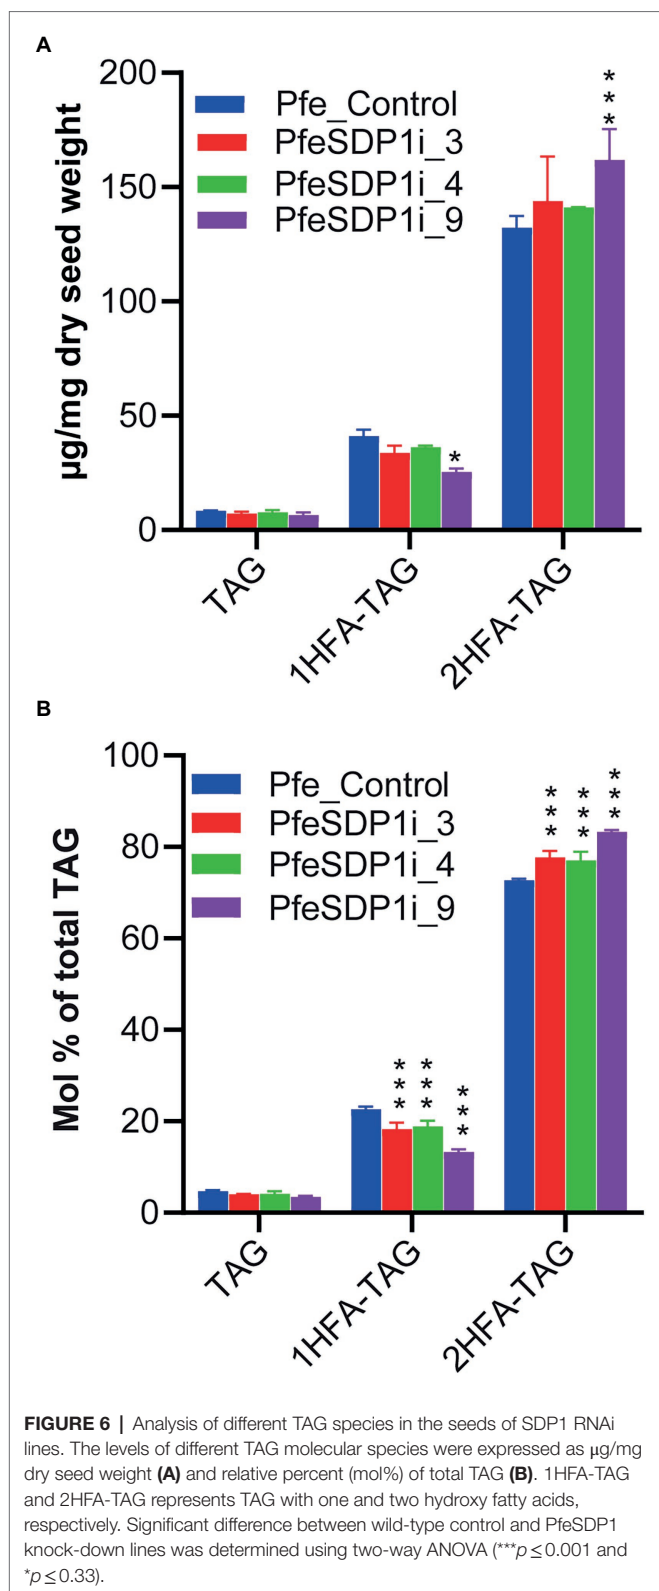 A
µg/mg dry seed weight
200
150
100
50
0
Pfe_Control
PfeSDP1i_3
PfeSDP1i_4
PfeSDP1i_9
*
***
TAG
1HFA-TAG
2HFA-TAG
B
Mol % of total TAG
100
80
60
40
20
0
Pfe_Control
PfeSDP1i_3
PfeSDP1i_4
PfeSDP1i_9
***
***
***
***
***
***
TAG
1HFA-TAG
2HFA-TAG
FIGURE 6 | Analysis of different TAG species in the seeds of SDP1 RNAi
lines. The levels of different TAG molecular species were expressed as µg/mg
dry seed weight (A) and relative percent (mol%) of total TAG (B). 1HFA-TAG
and 2HFA-TAG represents TAG with one and two hydroxy fatty acids,
respectively. Significant difference between wild-type control and PfeSDP1
knock-down lines was determined using two-way ANOVA (***p ≤ 0.001 and
*p ≤ 0.33).